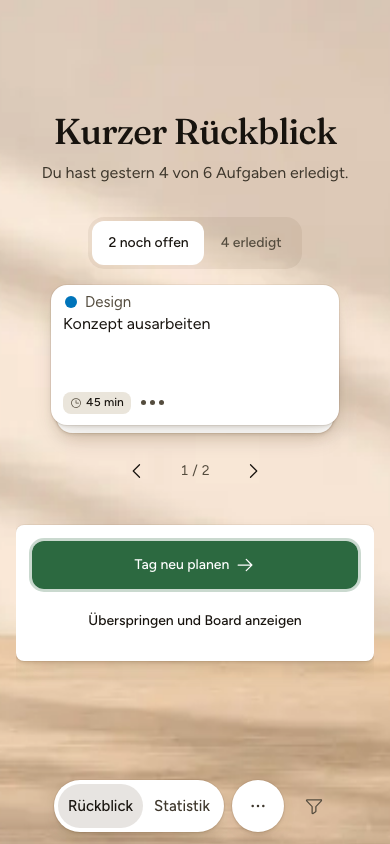 Kurzer Rückblick
Du hast gestern 4 von 6 Aufgaben erledigt.
2 noch offen
4 erledigt
Design
Konzept ausarbeiten
45 min
1 / 2
Tag neu planen
Überspringen und Board anzeigen
Rückblick
Statistik